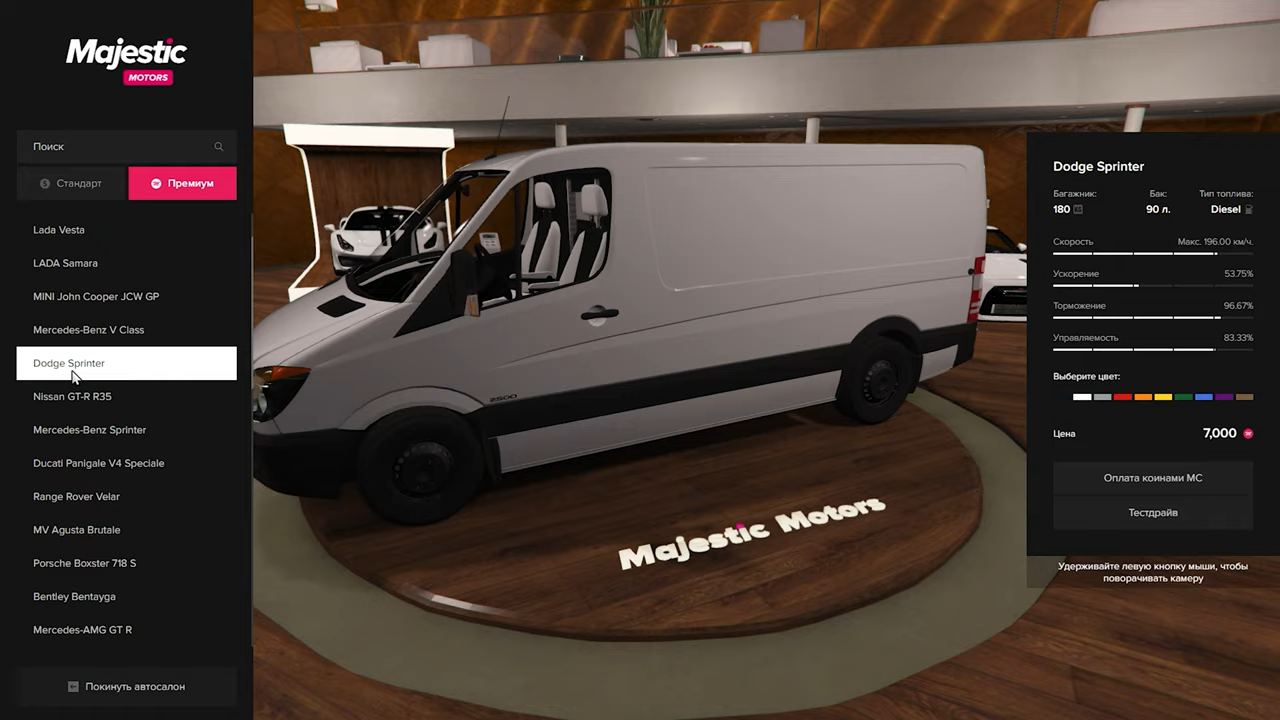 Majestic
MOTORS
Поиск
Стандарт
Премиум
Lada Vesta
LADA Samara
MINI John Cooper JCW GP
Mercedes-Benz V Class
Dodge Sprinter
Nissan GT-R R35
Mercedes-Benz Sprinter
Ducati Panigale V4 Speciale
Range Rover Velar
MV Agusta Brutale
Porsche Boxster 718 S
Bentley Bentayga
Mercedes-AMG GT R
Покинуть автосалон
2500
Majestic Motors
Dodge Sprinter
Багажник: Бак: Тип топлива:
180 90 л. Diesel
Скорость Макс. 196.00 км/ч.
Ускорение 53.75%
Торможение 96.67%
Управляемость 83.33%
Выберите цвет:
Цена 7,000
Оплата коинами MC
Тестдрайв
Удерживайте левую кнопку мыши, чтобы
поворачивать камеру